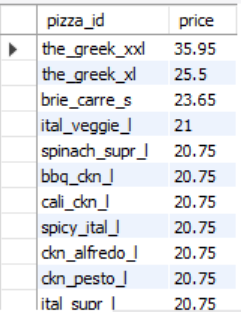 pizza_id price
the_greek_xxl 35.95
the_greek_xl 25.5
brie_carre_s 23.65
ital_veggie_l 21
spinach_supr_l 20.75
bbq_ckn_l 20.75
cali_ckn_l 20.75
spicy_ital_l 20.75
ckn_alfredo_l 20.75
ckn_pesto_l 20.75
ital_supr_l 20.75